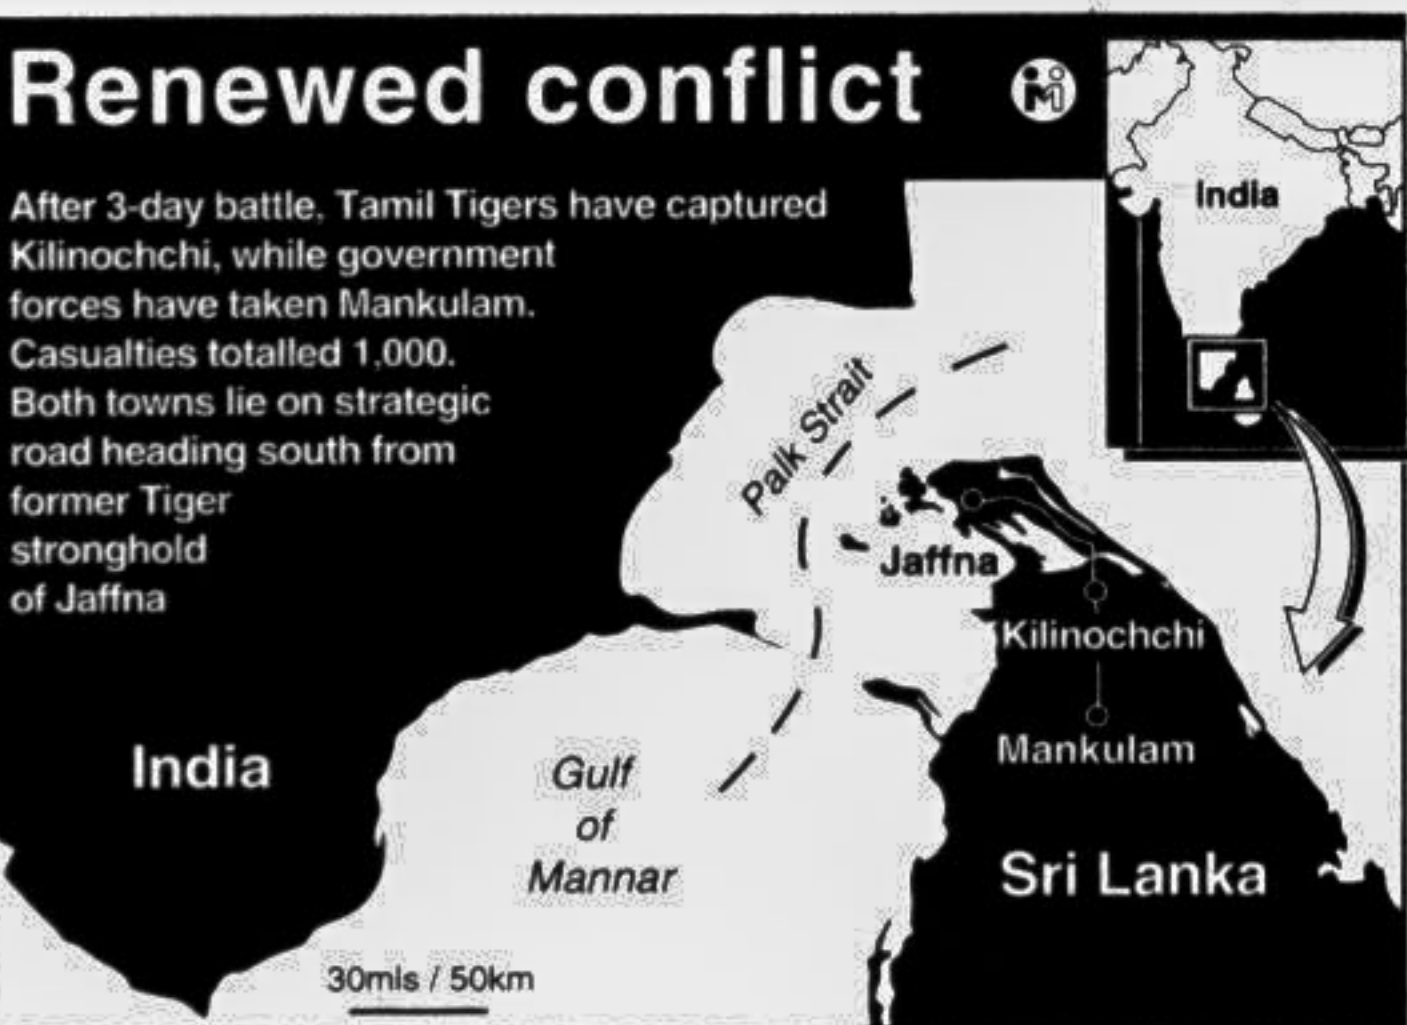 Renewed conflict
iMi
After 3-day battle, Tamil Tigers have captured
Kilinochchi, while government
forces have taken Mankulam.
Casualties totalled 1,000.
Both towns lie on strategic
road heading south from
former Tiger
stronghold
of Jaffna
India
Palk Strait
Jaffna
Kilinochchi
Mankulam
India
Gulf
of
Mannar
Sri Lanka
30mls / 50km